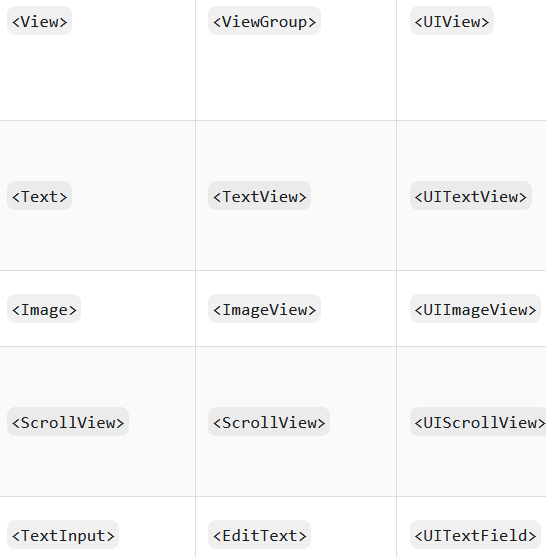 <View> <ViewGroup> <UIView>
<Text> <TextView> <UITextView>
<Image> <ImageView> <UIImageView>
<ScrollView> <ScrollView> <UIScrollView>
<TextInput> <EditText> <UITextField>